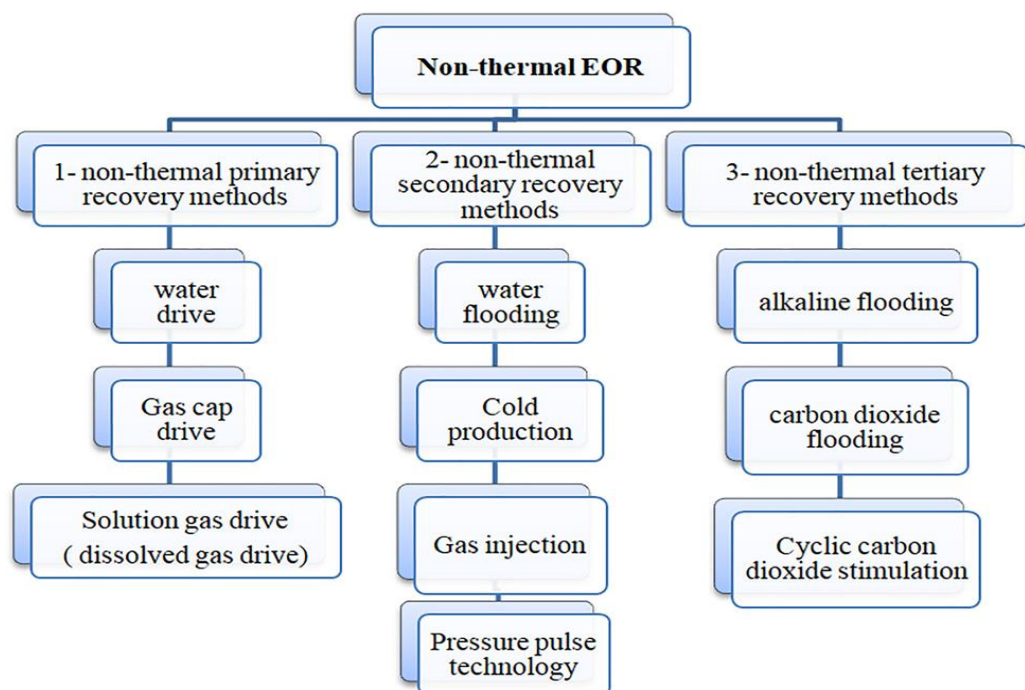 Non-thermal EOR
1- non-thermal primary
recovery methods
2- non-thermal
secondary recovery
methods
3- non-thermal tertiary
recovery methods
water
drive
water
flooding
alkaline flooding
Gas cap
drive
Cold
production
carbon dioxide
flooding
Solution gas drive
( dissolved gas drive)
Gas injection
Cyclic carbon
dioxide stimulation
Pressure pulse
technology